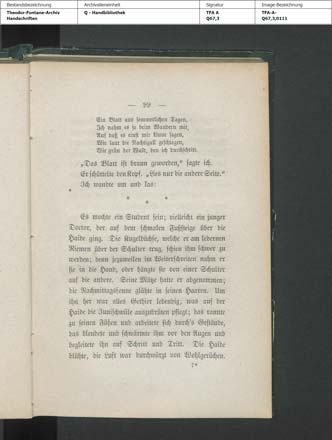 Bestandsbezeichnung Archivalieneinheit Signatur Image-Bezeichnung
Theodor-Fontane-Archiv Q - Handbibliothek TFA A TFA-A-
Handschriften Q67,3 Q67,3,0111
— 99 —
Ein Blatt aus sommerlichen Tagen,
Ich nahm es so beim Wandern mit,
Auf daß es einst mir könne sagen,
Wie laut die Nachtigall geschlagen,
Wie grün der Wald, den ich durchschritt.
„Das Blatt ist braun geworden,“ sagte ich.
Er schüttelte den Kopf. „Lies nur die andere Seite.“
Ich wandte um und las:
* * *
Es mochte ein Student sein; vielleicht ein junger
Doctor, der auf dem schmalen Fußsteige über die
Haide ging. Die Kugelbüchse, welche er am ledernen
Riemen über der Schulter trug, schien ihm schwer zu
werden; denn zuweilen im Weiterschreiten nahm er
sie in die Hand, oder hängte sie von einer Schulter
auf die andere. Seine Mütze hatte er abgenommen;
die Nachmittagssonne glühte in seinen Haaren. Um
ihn her war alles Gethier lebendig, was auf der
Haide die Junischwüle auszubrüten pflegt; das rannte
zu seinen Füßen und arbeitete sich durch's Gestäude,
das blendete und schwärmte ihm vor den Augen und
begleitete ihn auf Schritt und Tritt. Die Haide
blühte, die Luft war durchwürzt von Wohlgerüchen.
7*